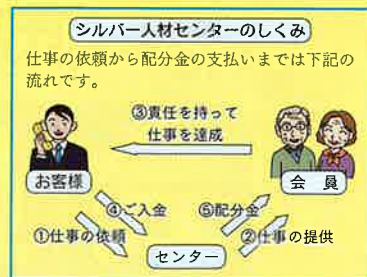 シルバー人材センターのしくみ
仕事の依頼から配分金の支払いまでは下記の
流れです。
③責任を持って
仕事を達成
お客様
会 員
④ご入金
⑤配分金
①仕事の依頼
②仕事の提供
センター